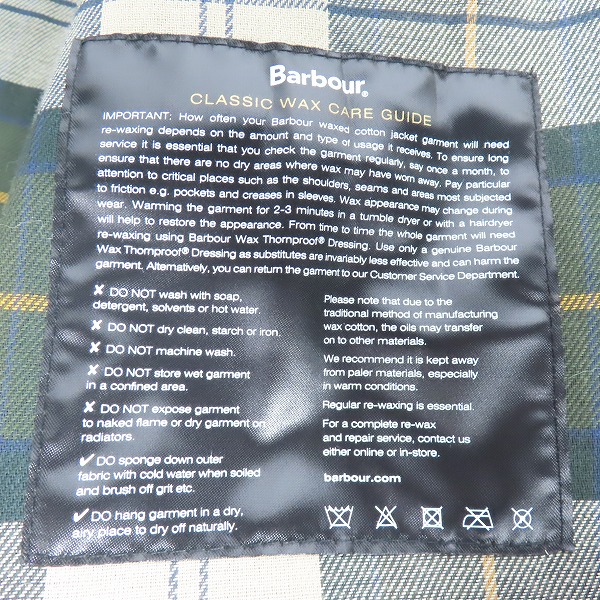 Barbour®
CLASSIC WAX CARE GUIDE
IMPORTANT: How often your Barbour waxed cotton jacket garment will need
re-waxing depends on the amount and type of usage it receives. To ensure long
service it is essential that you check the garment regularly, say once a month, to
ensure that there are no dry areas where wax may have worn away. Pay particular
attention to critical places such as the shoulders, seams and areas most subjected
to friction e.g. pockets and creases in sleeves. Wax appearance may change during
wear. Warming the garment for 2-3 minutes in a tumble dryer or with a hairdryer
will help to restore the appearance. From time to time the whole garment will need
re-waxing using Barbour Wax Thornproof® Dressing. Use only a genuine Barbour
Wax Thornproof® Dressing as substitutes are invariably less effective and can harm the
garment. Alternatively, you can return the garment to our Customer Service Department.
✘ DO NOT wash with soap,
detergent, solvents or hot water.
✘ DO NOT dry clean, starch or iron.
✘ DO NOT machine wash.
✘ DO NOT store wet garment
in a confined area.
✘ DO NOT expose garment
to naked flame or dry garment on
radiators.
✓ DO sponge down outer
fabric with cold water when soiled
and brush off grit etc.
✓ DO hang garment in a dry,
airy place to dry off naturally.
Please note that due to the
traditional method of manufacturing
wax cotton, the oils may transfer
on to other materials.
We recommend it is kept away
from paler materials, especially
in warm conditions.
Regular re-waxing is essential.
For a complete re-wax
and repair service, contact us
either online or in-store.
barbour.com